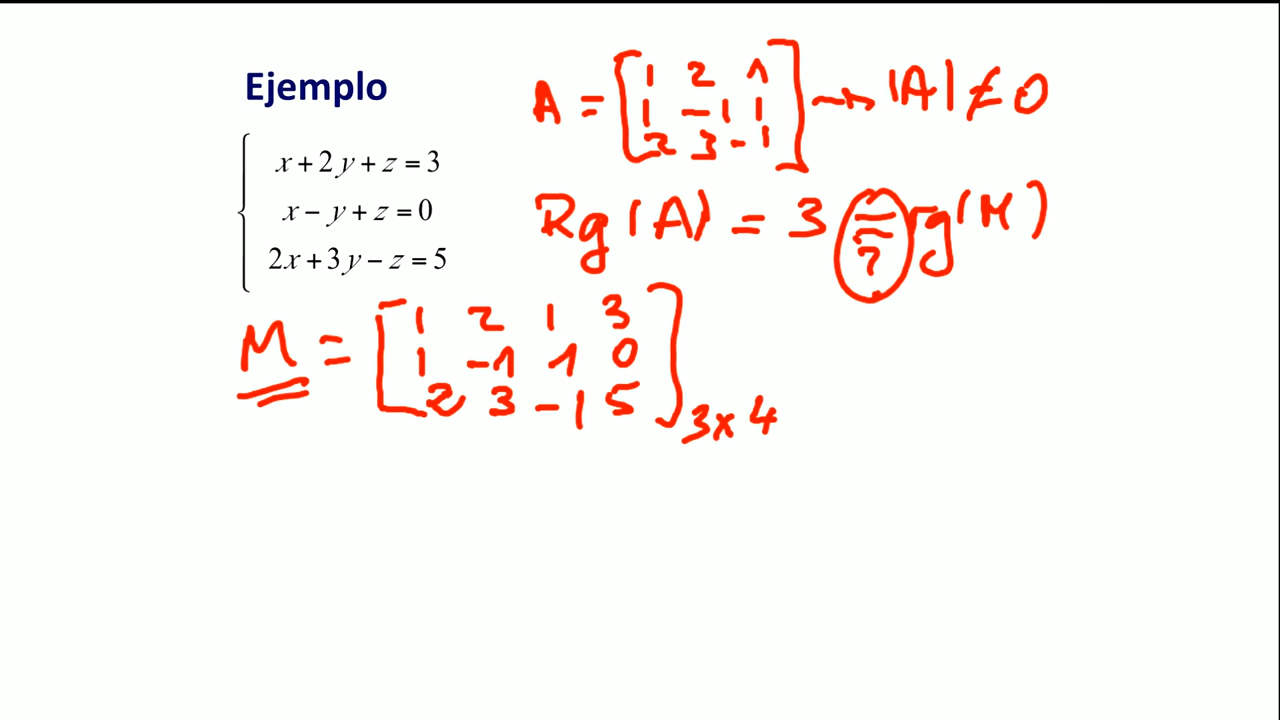 Ejemplo
x + 2y + z = 3
x − y + z = 0
2x + 3y − z = 5
A = [1 2 1
1 −1 1
2 3 −1] → |A| ≠ 0
Rg(A) = 3 =? rg(M)
M = [1 2 1 3
1 −1 1 0
2 3 −1 5] 3x4